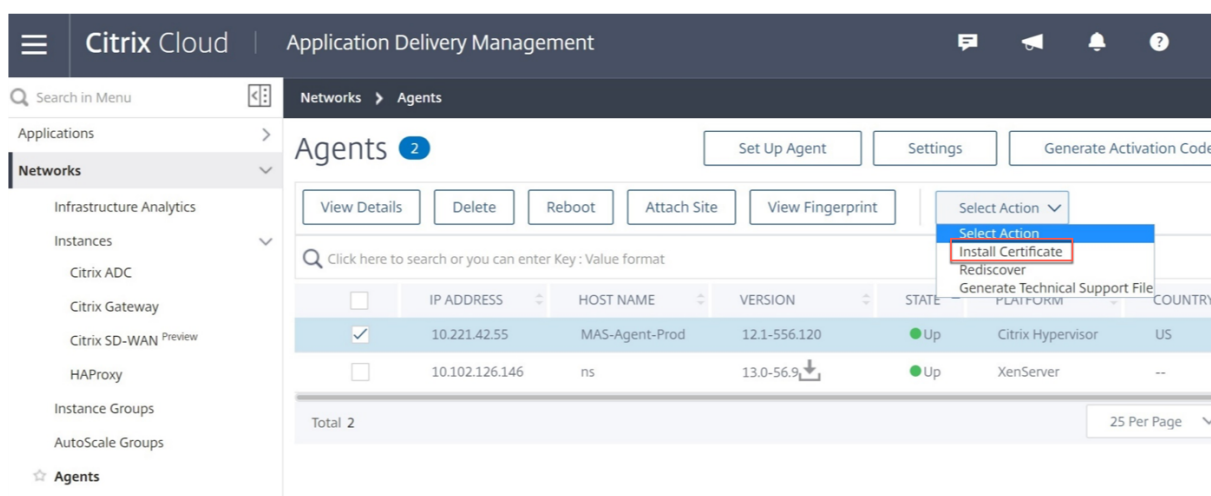 Citrix Cloud
Application Delivery Management
Search in Menu
Networks > Agents
Applications
Networks
Infrastructure Analytics
Instances
Citrix ADC
Citrix Gateway
Citrix SD-WAN Preview
HAProxy
Instance Groups
AutoScale Groups
Agents
Agents 2
Set Up Agent
Settings
Generate Activation Code
View Details
Delete
Reboot
Attach Site
View Fingerprint
Select Action
Select Action
Install Certificate
Rediscover
Generate Technical Support File
Click here to search or you can enter Key : Value format
IP ADDRESS HOST NAME VERSION STATE PLATFORM COUNTRY
10.221.42.55 MAS-Agent-Prod 12.1-556.120 Up Citrix Hypervisor US
10.102.126.146 ns 13.0-56.9 Up XenServer --
Total 2
25 Per Page